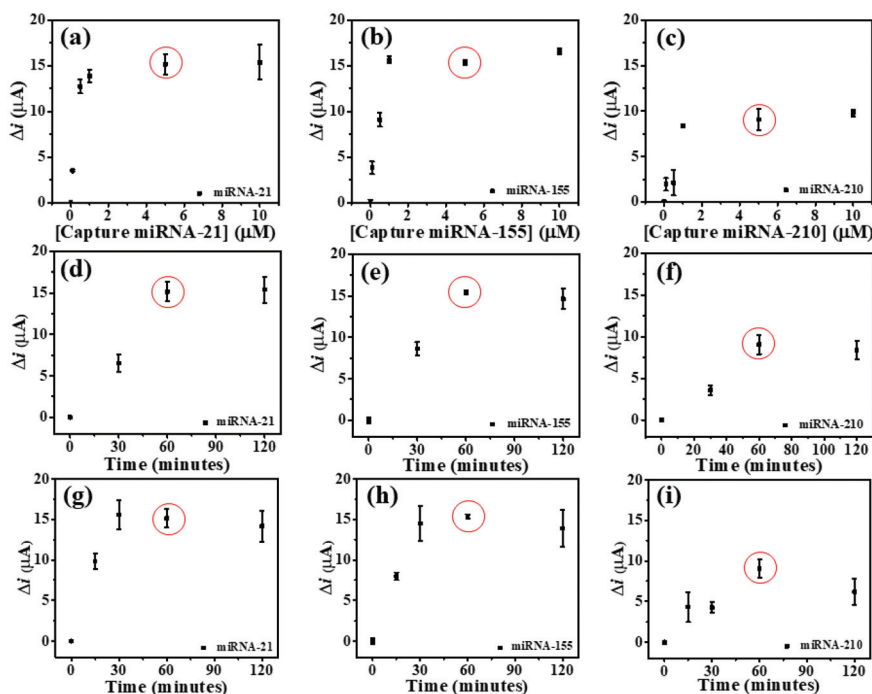 (a)
20
15
10
5
0
Δi (μA)
miRNA-21
0 2 4 6 8 10
[Capture miRNA-21] (μM)
(b)
20
15
10
5
0
Δi (μA)
miRNA-155
0 2 4 6 8 10
[Capture miRNA-155] (μM)
(c)
20
15
10
5
0
Δi (μA)
miRNA-210
0 2 4 6 8 10
[Capture miRNA-210] (μM)
(d)
20
15
10
5
0
Δi (μA)
miRNA-21
0 30 60 90 120
Time (minutes)
(e)
20
15
10
5
0
Δi (μA)
miRNA-155
0 30 60 90 120
Time (minutes)
(f)
20
15
10
5
0
Δi (μA)
miRNA-210
0 20 40 60 80 100 120
Time (minutes)
(g)
20
15
10
5
0
Δi (μA)
miRNA-21
0 30 60 90 120
Time (minutes)
(h)
20
15
10
5
0
Δi (μA)
miRNA-155
0 30 60 90 120
Time (minutes)
(i)
20
15
10
5
0
Δi (μA)
miRNA-210
0 30 60 90 120
Time (minutes)